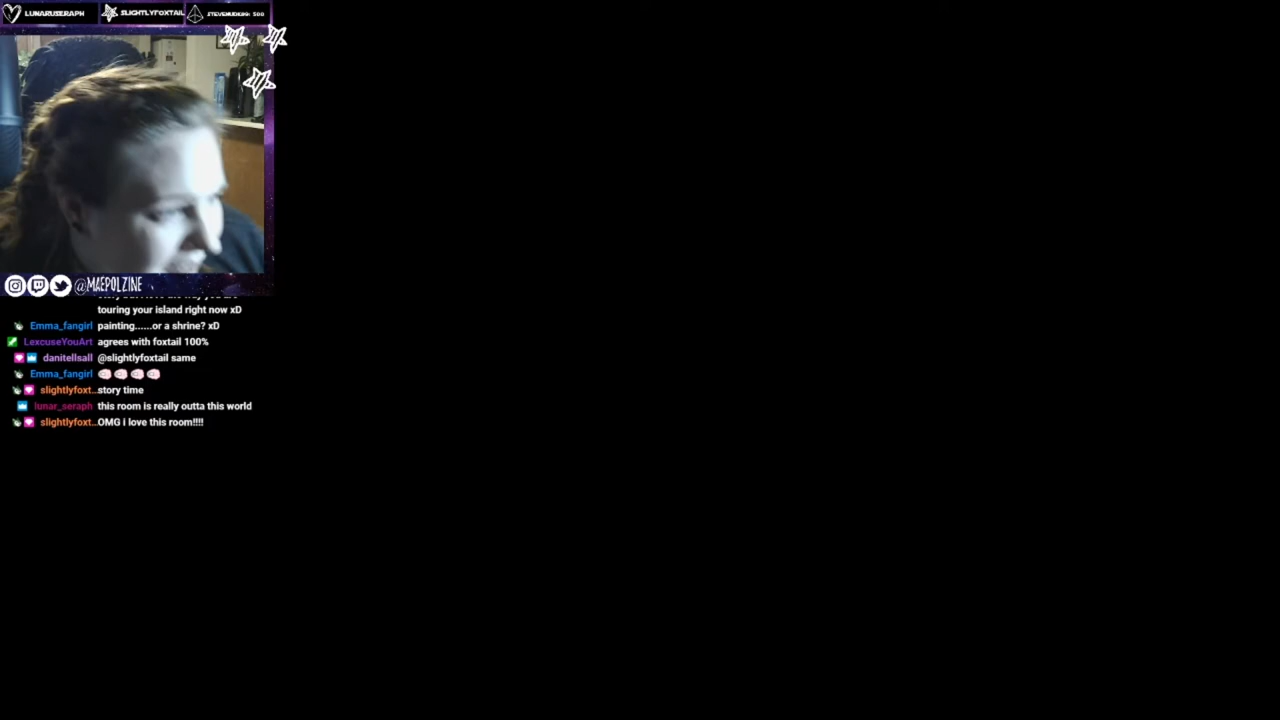 LUNARUSERAPH
SLIGHTLYFOXTAIL
500
@MAEPOLZINE
touring your island right now xD
Emma_fangirl painting......or a shrine? xD
LexcuseYouArt agrees with foxtail 100%
danitellsall @slightlyfoxtail same
Emma_fangirl
slightlyfoxt...story time
lunar_seraph this room is really outta this world
slightlyfoxt...OMG i love this room!!!!